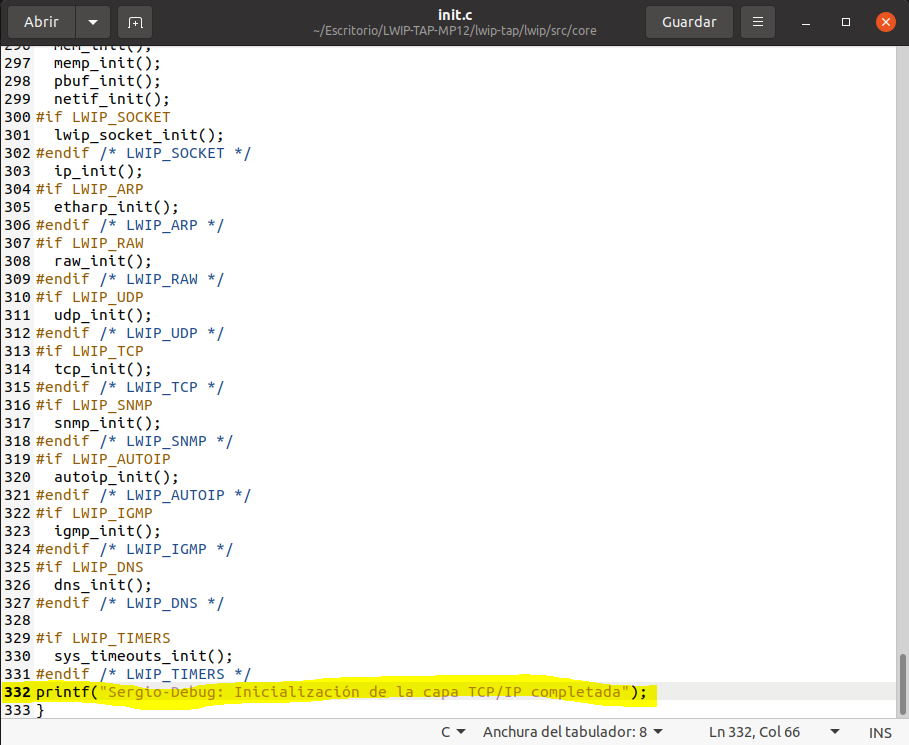 Abrir
init.c
~/Escritorio/LWIP-TAP-MP12/lwip-tap/lwip/src/core
Guardar
296   mem_init();
297   memp_init();
298   pbuf_init();
299   netif_init();
300 #if LWIP_SOCKET
301   lwip_socket_init();
302 #endif /* LWIP_SOCKET */
303   ip_init();
304 #if LWIP_ARP
305   etharp_init();
306 #endif /* LWIP_ARP */
307 #if LWIP_RAW
308   raw_init();
309 #endif /* LWIP_RAW */
310 #if LWIP_UDP
311   udp_init();
312 #endif /* LWIP_UDP */
313 #if LWIP_TCP
314   tcp_init();
315 #endif /* LWIP_TCP */
316 #if LWIP_SNMP
317   snmp_init();
318 #endif /* LWIP_SNMP */
319 #if LWIP_AUTOIP
320   autoip_init();
321 #endif /* LWIP_AUTOIP */
322 #if LWIP_IGMP
323   igmp_init();
324 #endif /* LWIP_IGMP */
325 #if LWIP_DNS
326   dns_init();
327 #endif /* LWIP_DNS */
328
329 #if LWIP_TIMERS
330   sys_timeouts_init();
331 #endif /* LWIP_TIMERS */
332 printf("Sergio-Debug: Inicialización de la capa TCP/IP completada");
333 }
C Anchura del tabulador: 8 Ln 332, Col 66 INS